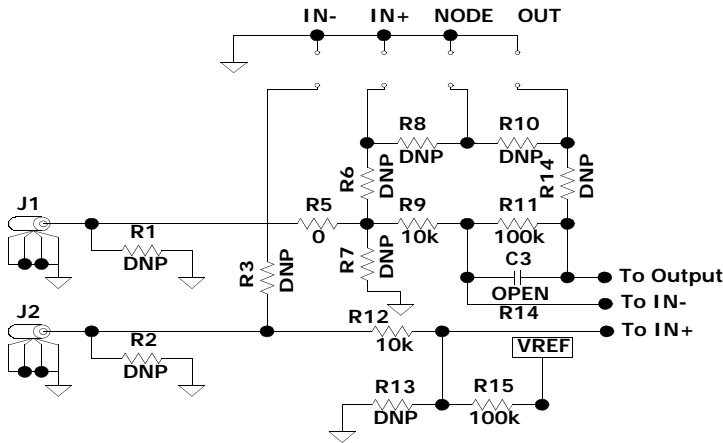 IN- IN+ NODE OUT
R8 DNP
R10 DNP
R6 DNP
R14 DNP
J1
R1 DNP
R5 0
R9 10k
R11 100k
R7 DNP
R3 DNP
C3 OPEN
To Output
To IN-
R14
J2
R2 DNP
R12 10k
To IN+
VREF
R13 DNP
R15 100k